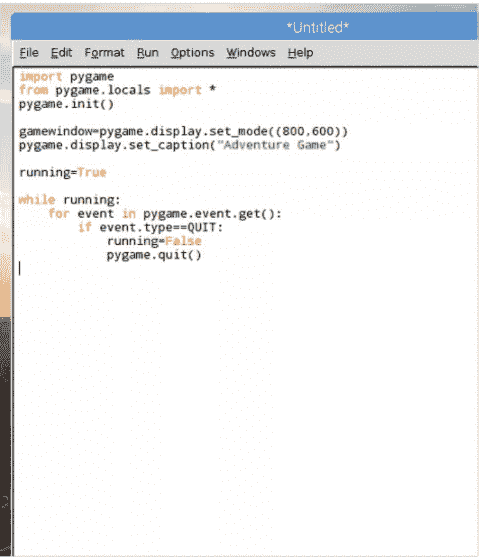 *Untitled*
File Edit Format Run Options Windows Help
import pygame
from pygame.locals import *
pygame.init()

gamewindow=pygame.display.set_mode((800,600))
pygame.display.set_caption("Adventure Game")

running=True

while running:
    for event in pygame.event.get():
        if event.type==QUIT:
            running=False
            pygame.quit()